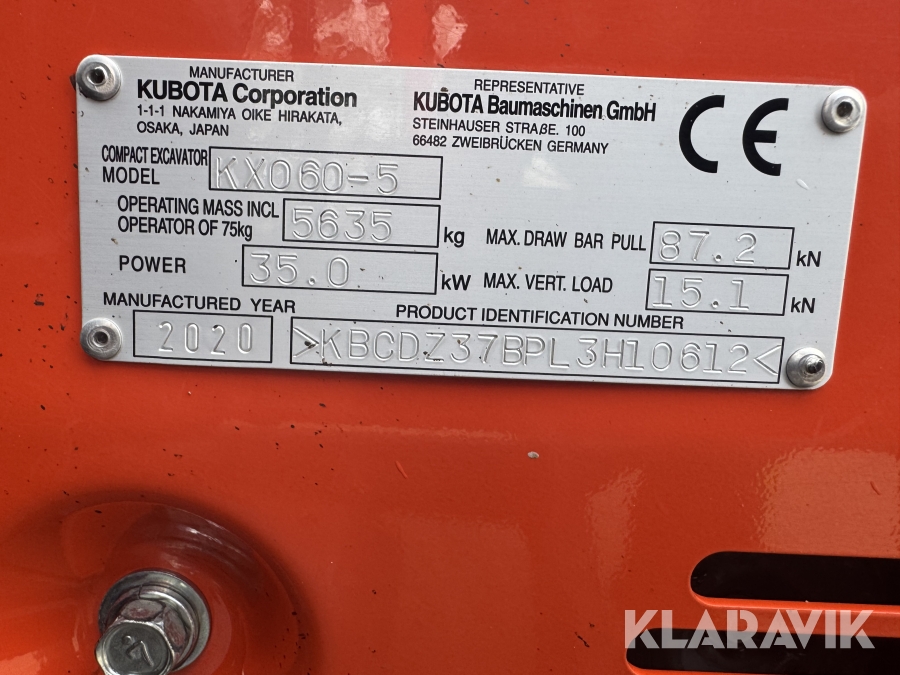 MANUFACTURER
KUBOTA Corporation
1-1-1 NAKAMIYA OIKE HIRAKATA,
OSAKA, JAPAN
REPRESENTATIVE
KUBOTA Baumaschinen GmbH
STEINHAUSER STRAßE. 100
66482 ZWEIBRÜCKEN GERMANY
CE
COMPACT EXCAVATOR
MODEL KX060-5
OPERATING MASS INCL
OPERATOR OF 75kg 5635 kg
MAX. DRAW BAR PULL 87.2 kN
POWER 35.0 kW
MAX. VERT. LOAD 15.1 kN
MANUFACTURED YEAR
2020
PRODUCT IDENTIFICATION NUMBER
>KBCDZ37BPL3H10612<
4
KLARAVIK